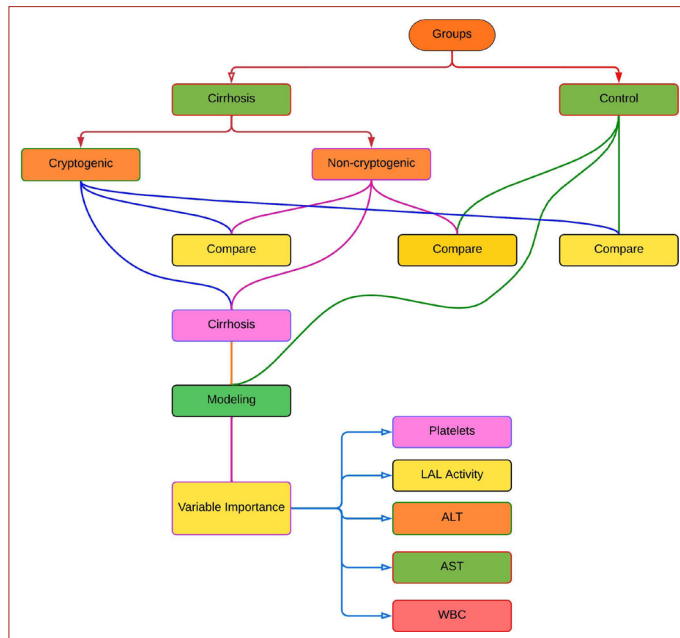 Groups
Cirrhosis
Control
Cryptogenic
Non-cryptogenic
Compare
Compare
Compare
Cirrhosis
Modeling
Platelets
LAL Activity
Variable Importance
ALT
AST
WBC